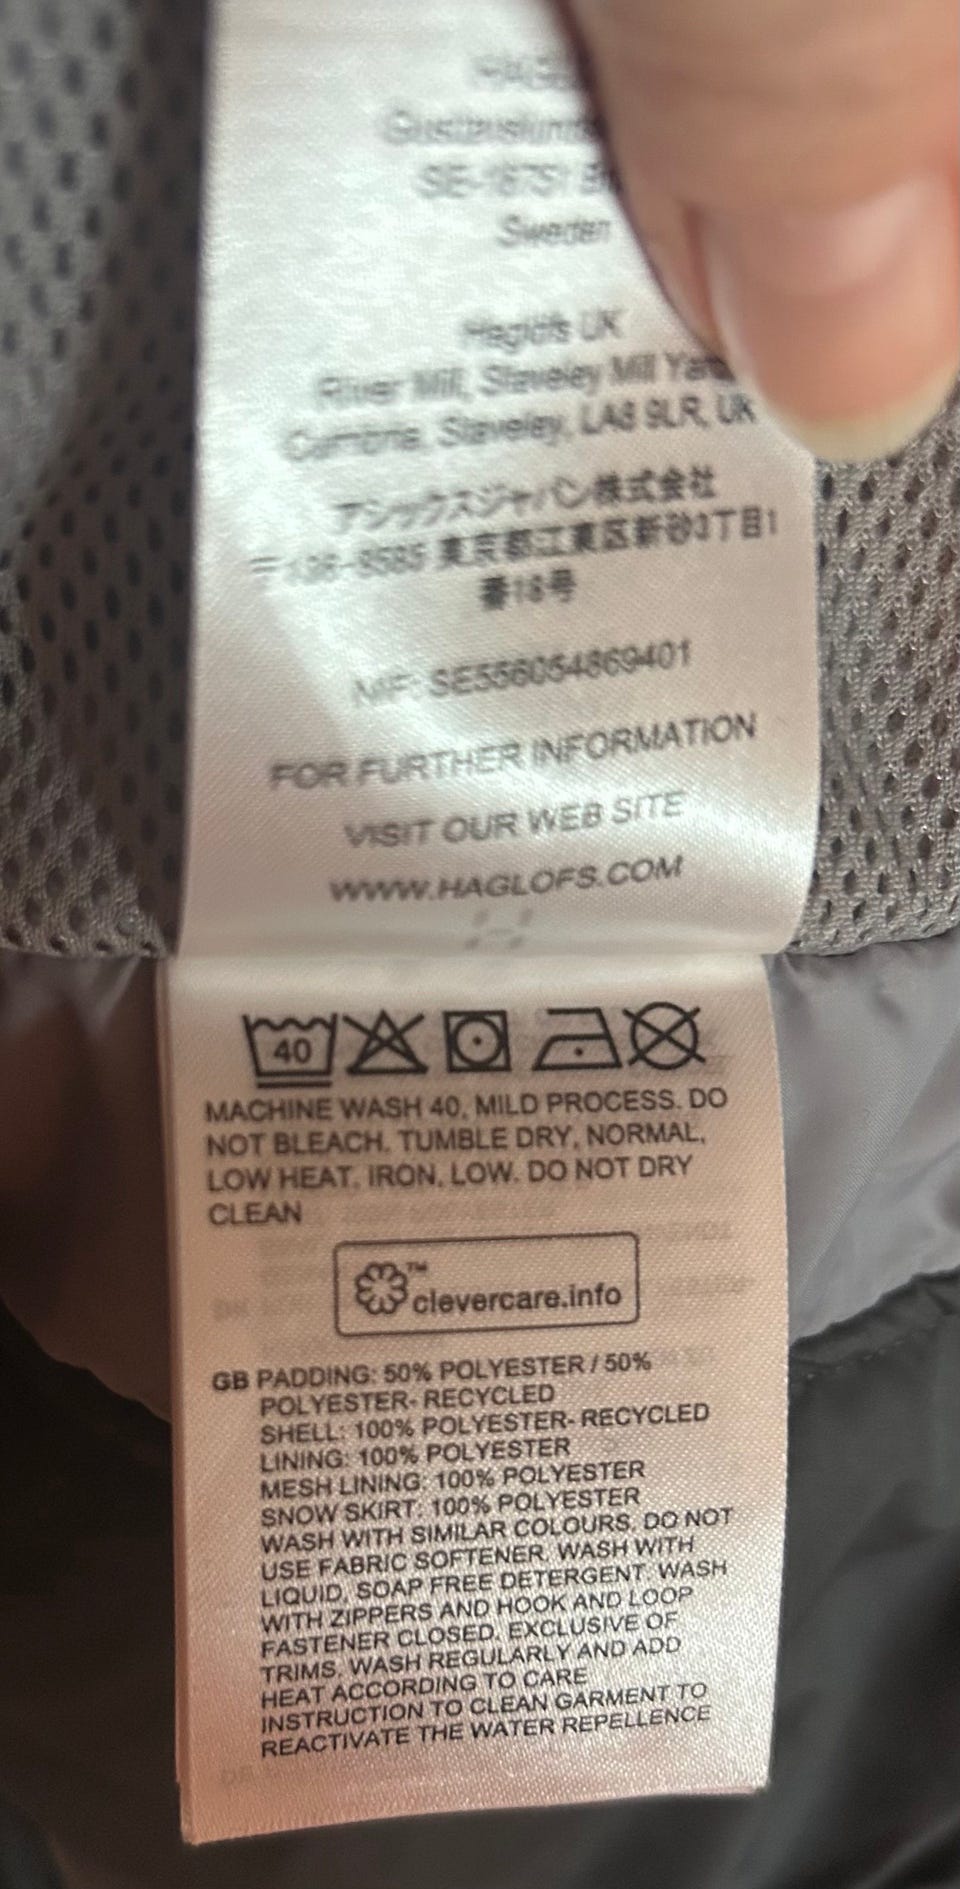 Sweden
Haglöfs UK
River Mill, Staveley Mill Yard
Cumbria, Staveley, LA8 9LR, UK
アシックスジャパン株式会社
〒136-8585 東京都江東区新砂3丁目1
番18号
NIF: SE556054869401
FOR FURTHER INFORMATION
VISIT OUR WEB SITE
WWW.HAGLOFS.COM
40
MACHINE WASH 40, MILD PROCESS. DO
NOT BLEACH. TUMBLE DRY, NORMAL,
LOW HEAT. IRON, LOW. DO NOT DRY
CLEAN
™
clevercare.info
GB PADDING: 50% POLYESTER / 50%
POLYESTER- RECYCLED
SHELL: 100% POLYESTER- RECYCLED
LINING: 100% POLYESTER
MESH LINING: 100% POLYESTER
SNOW SKIRT: 100% POLYESTER
WASH WITH SIMILAR COLOURS. DO NOT
USE FABRIC SOFTENER. WASH WITH
LIQUID, SOAP FREE DETERGENT. WASH
WITH ZIPPERS AND HOOK AND LOOP
FASTENER CLOSED. EXCLUSIVE OF
TRIMS. WASH REGULARLY AND ADD
HEAT ACCORDING TO CARE
INSTRUCTION TO CLEAN GARMENT TO
REACTIVATE THE WATER REPELLENCE